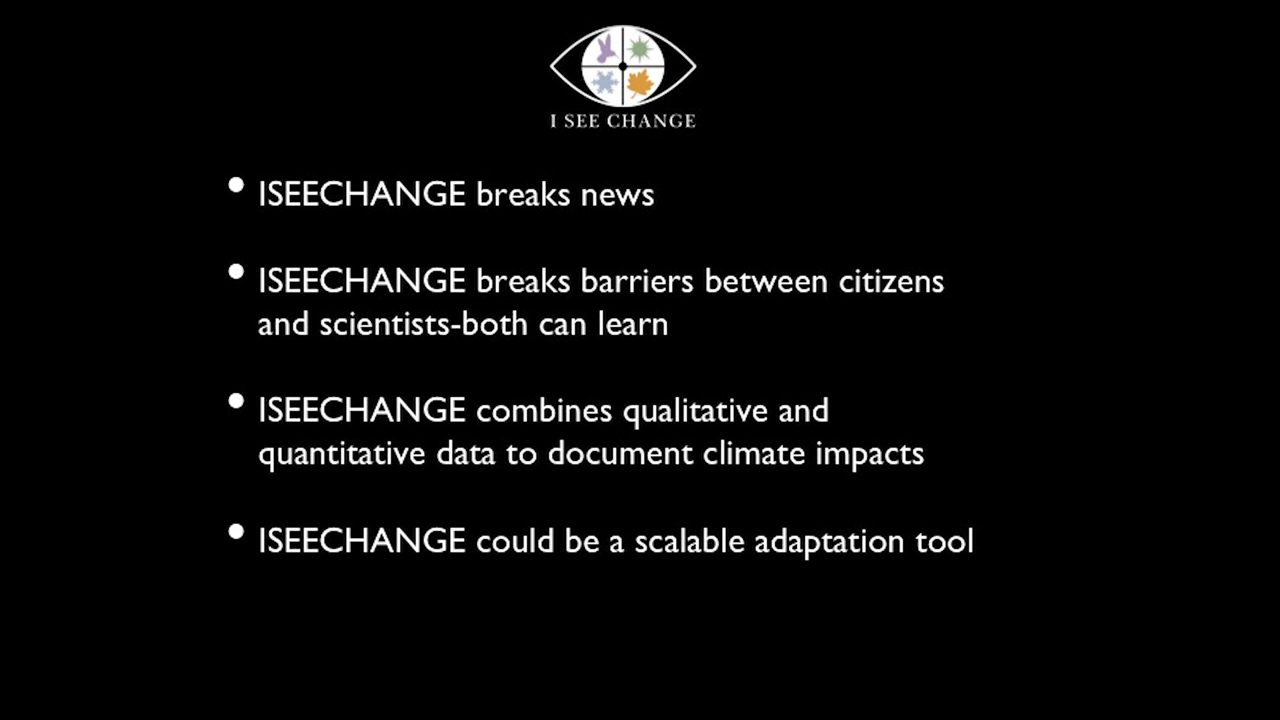 I SEE CHANGE
• ISEECHANGE breaks news
• ISEECHANGE breaks barriers between citizens
and scientists-both can learn
• ISEECHANGE combines qualitative and
quantitative data to document climate impacts
• ISEECHANGE could be a scalable adaptation tool